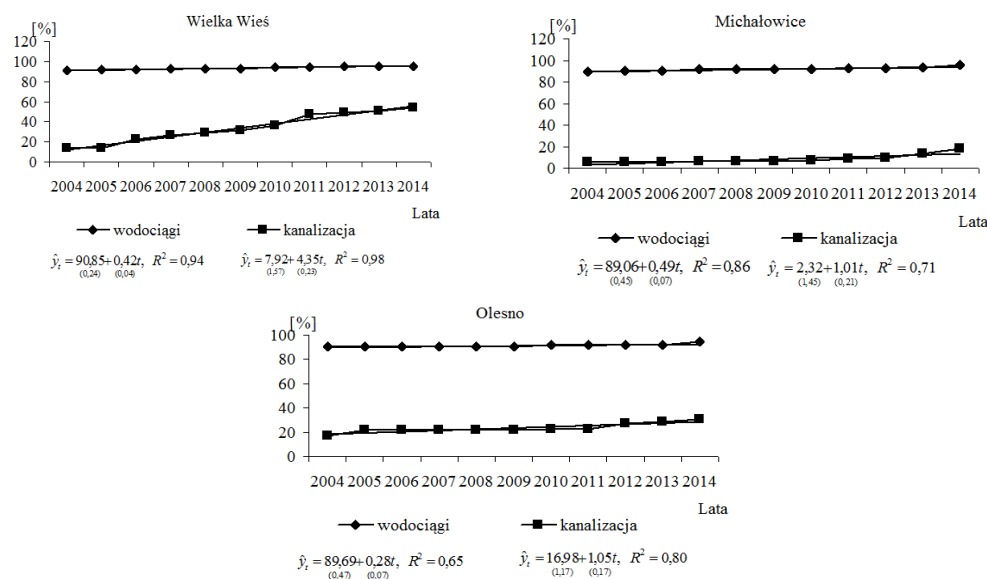 Wielka Wieś
[%]
120
100
80
60
40
20
0
2004 2005 2006 2007 2008 2009 2010 2011 2012 2013 2014
Lata
wodociągi kanalizacja
ŷt = 90,85+0,42t, R² = 0,94 ŷt = 7,92+4,35t, R² = 0,98
(0,24) (0,04) (1,57) (0,23)
Michałowice
[%]
120
100
80
60
40
20
0
2004 2005 2006 2007 2008 2009 2010 2011 2012 2013 2014
Lata
wodociągi kanalizacja
ŷt = 89,06+0,49t, R² = 0,86 ŷt = 2,32+1,01t, R² = 0,71
(0,45) (0,07) (1,45) (0,21)
Olesno
[%]
100
80
60
40
20
0
2004 2005 2006 2007 2008 2009 2010 2011 2012 2013 2014
Lata
wodociągi kanalizacja
ŷt = 89,69+0,28t, R² = 0,65 ŷt = 16,98+1,05t, R² = 0,80
(0,47) (0,07) (1,17) (0,17)